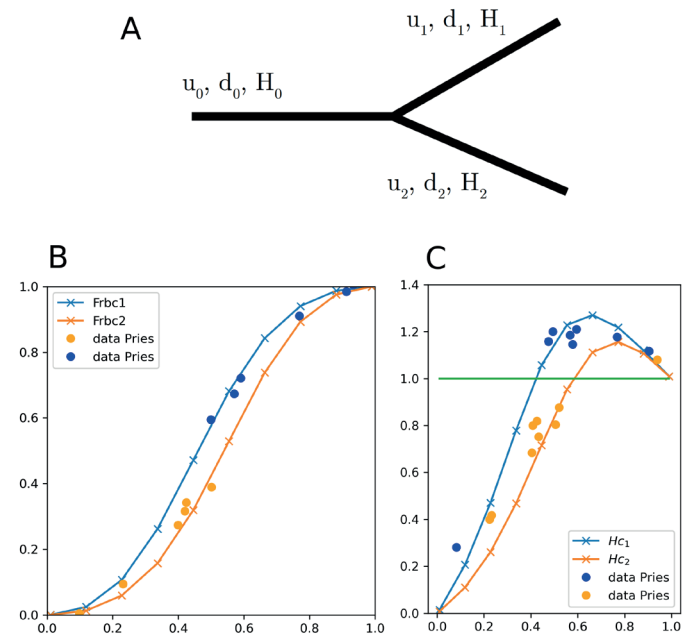 A
u1, d1, H1
u0, d0, H0
u2, d2, H2
B
1.0
0.8
0.6
0.4
0.2
0.0
0.0 0.2 0.4 0.6 0.8 1.0
Frbc1
Frbc2
data Pries
data Pries
C
1.4
1.2
1.0
0.8
0.6
0.4
0.2
0.0
0.0 0.2 0.4 0.6 0.8 1.0
Hc1
Hc2
data Pries
data Pries